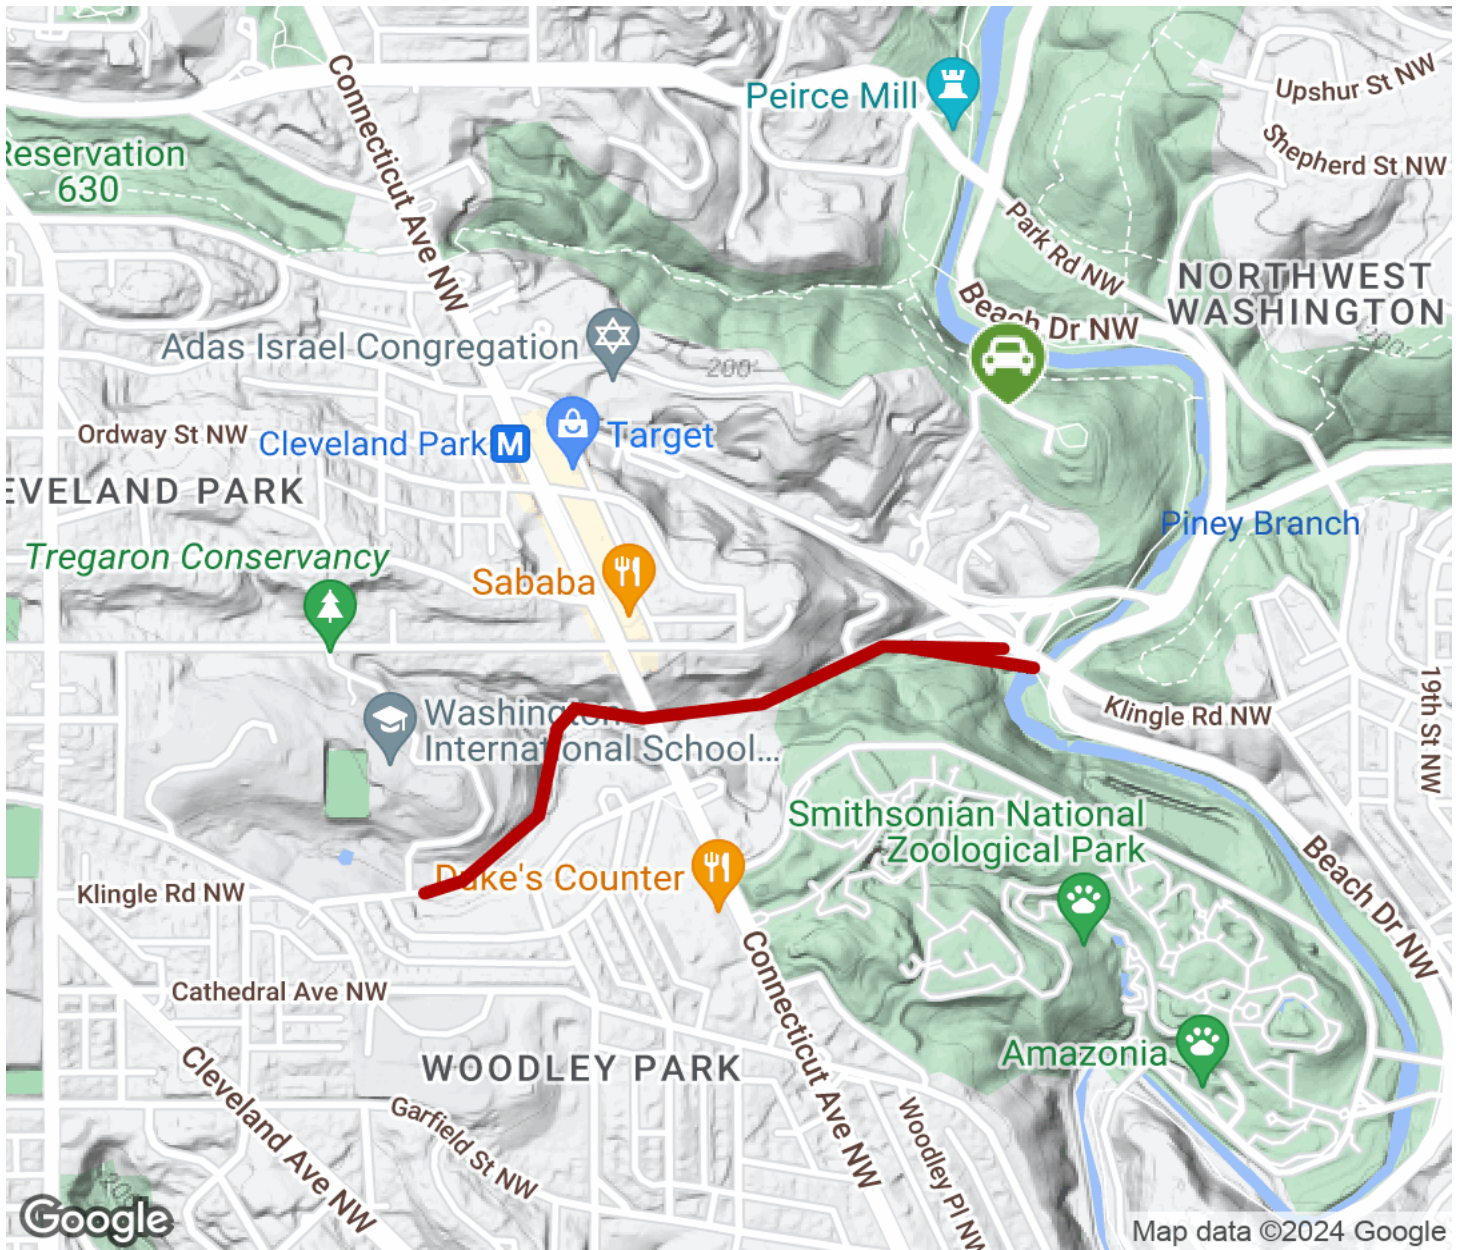 Connecticut Ave NW
Peirce Mill
Upshur St NW
Shepherd St NW
Reservation
630
Park Rd NW
NORTHWEST
WASHINGTON
Beach Dr NW
200'
Adas Israel Congregation
200'
Ordway St NW
Cleveland Park
M
Target
EVELAND PARK
Piney Branch
Tregaron Conservancy
Sababa
19th St NW
Washington
International School...
Klingle Rd NW
Smithsonian National
Zoological Park
Duke's Counter
Klingle Rd NW
Beach Dr NW
Cathedral Ave NW
Connecticut Ave NW
Amazonia
WOODLEY PARK
Cleveland Ave NW
Garfield St NW
Woodley Pl NW
Google
Map data ©2024 Google